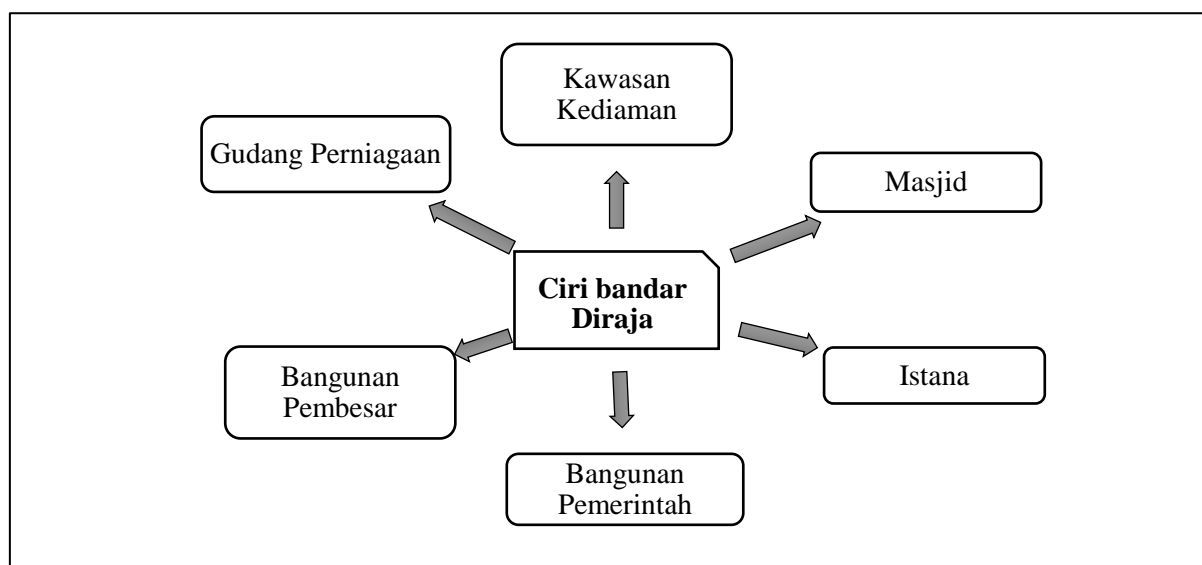 Kawasan
Kediaman
Gudang Perniagaan
Masjid
Ciri bandar
Diraja
Bangunan
Pembesar
Istana
Bangunan
Pemerintah